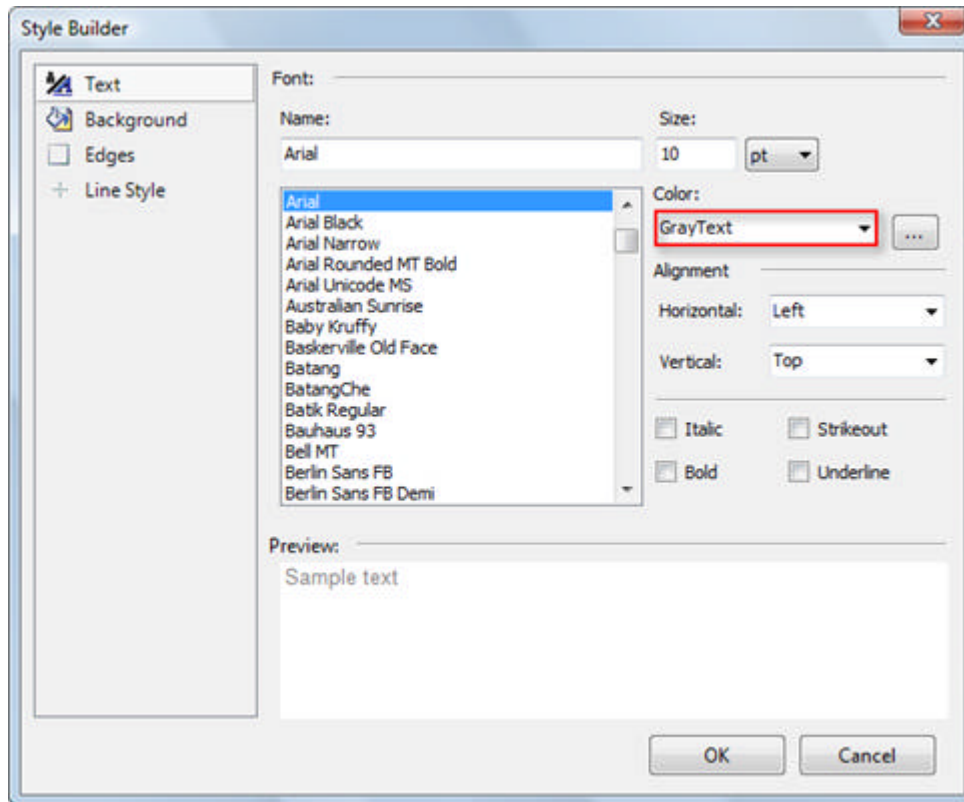 Style Builder
Text
Background
Edges
Line Style
Font:
Name:
Size:
Arial
10
pt
Color:
GrayText
...
Arial
Arial Black
Arial Narrow
Arial Rounded MT Bold
Arial Unicode MS
Australian Sunrise
Baby Kruffy
Baskerville Old Face
Batang
BatangChe
Batik Regular
Bauhaus 93
Bell MT
Berlin Sans FB
Berlin Sans FB Demi
Alignment
Horizontal:
Left
Vertical:
Top
Italic
Strikeout
Bold
Underline
Preview:
Sample text
OK
Cancel